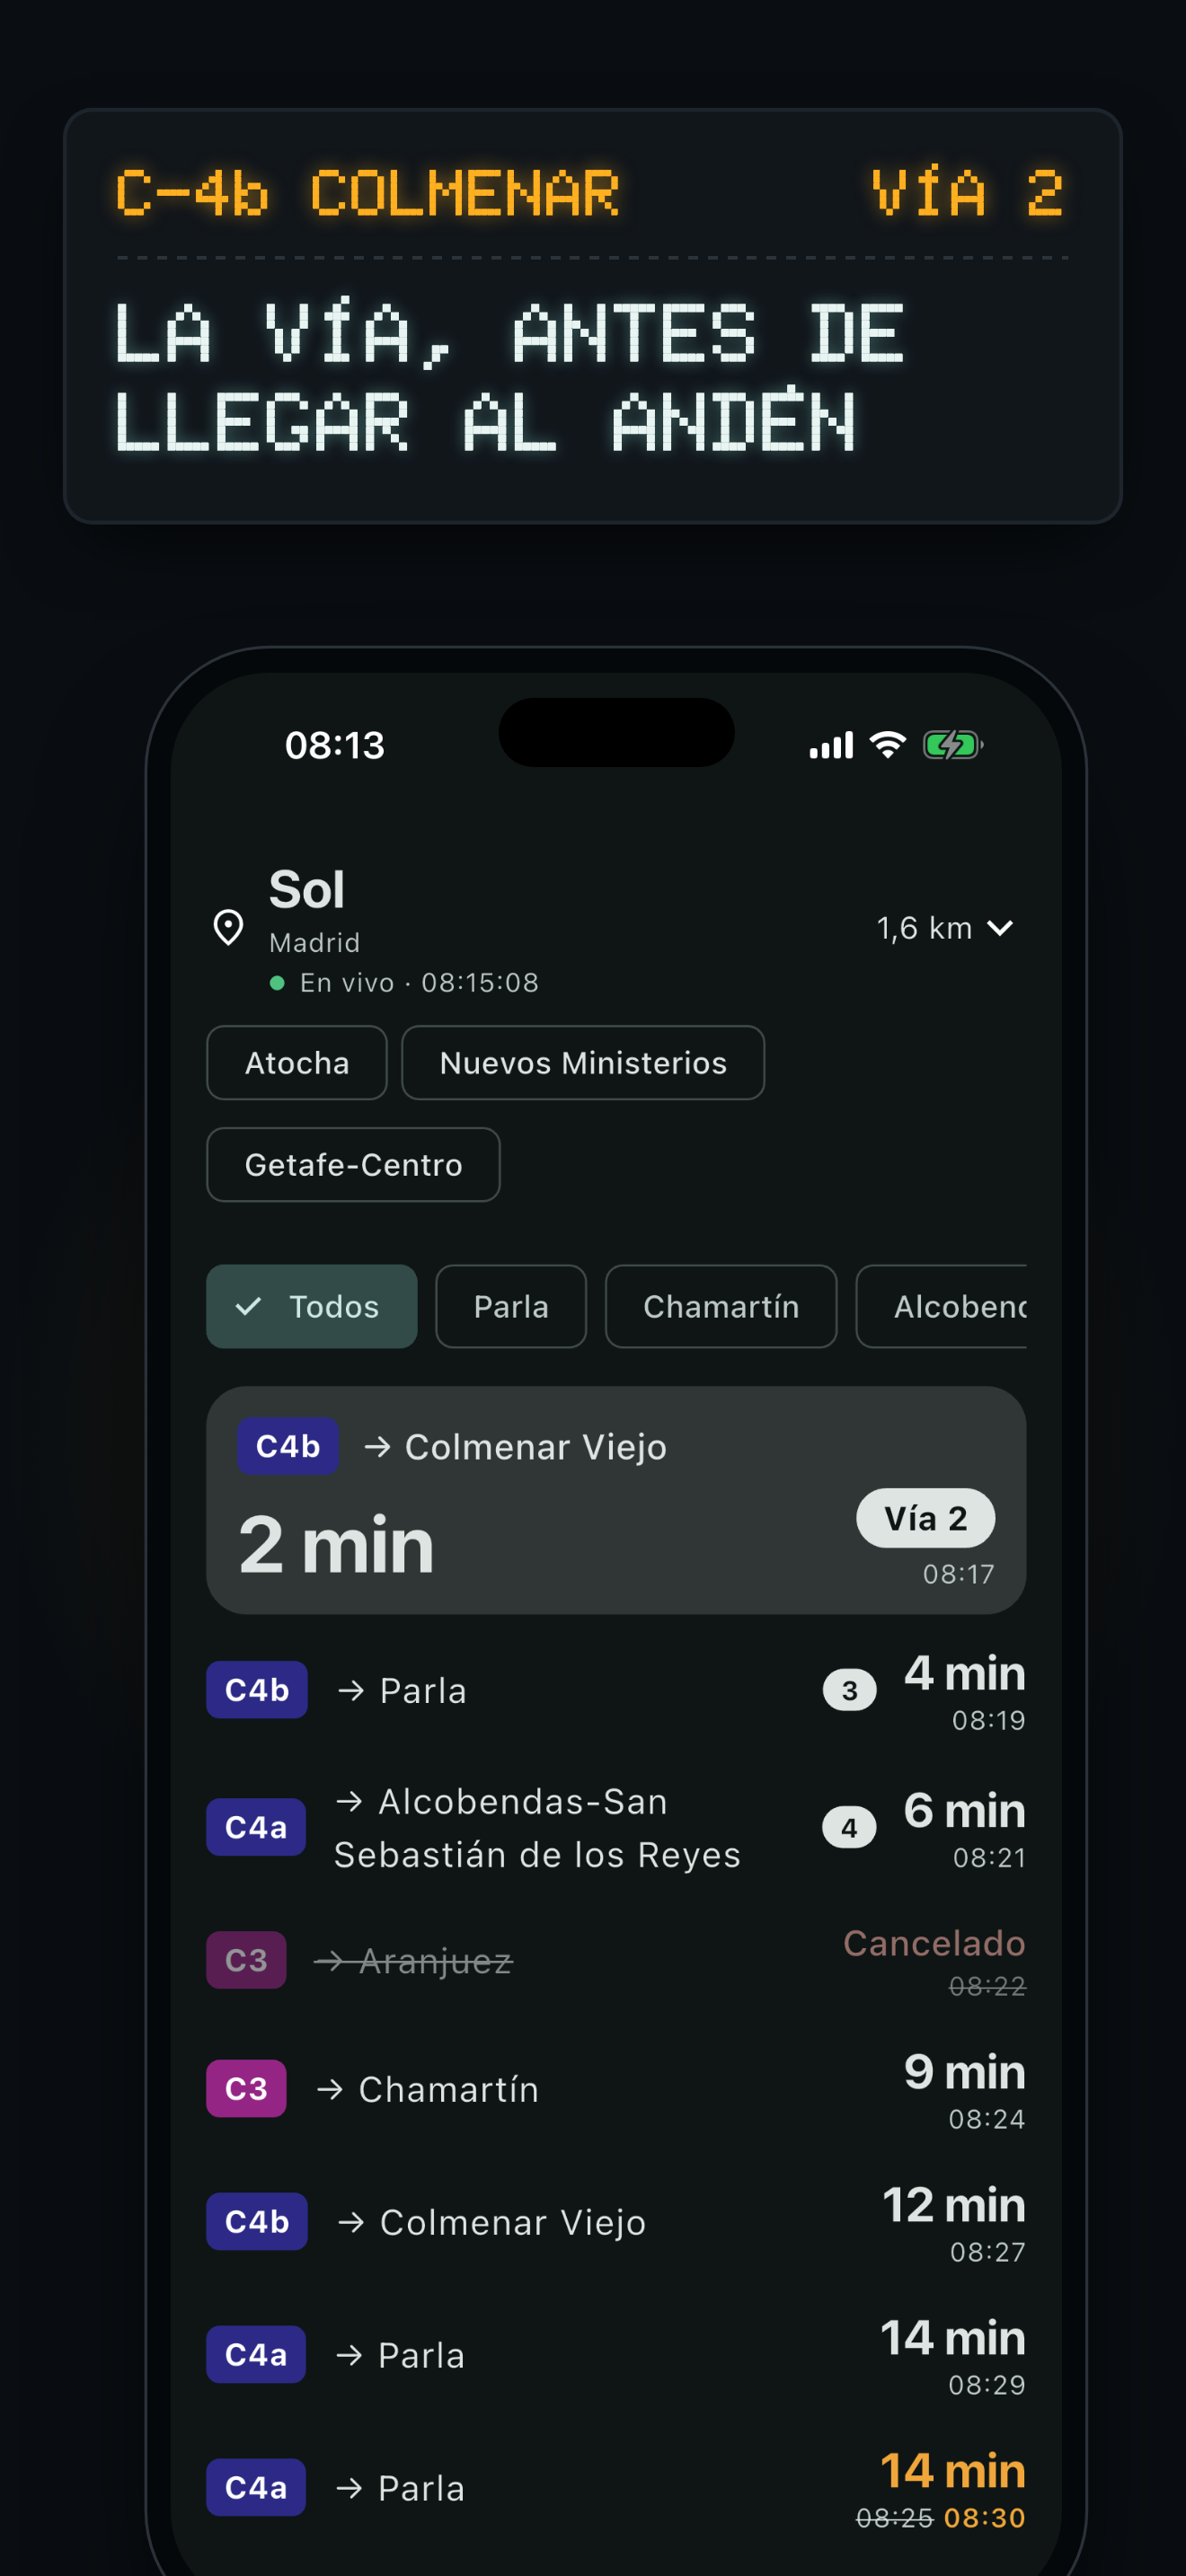 C-4b COLMENAR VÍA 2
LA VÍA, ANTES DE
LLEGAR AL ANDÉN
08:13
Sol
Madrid
1,6 km
En vivo · 08:15:08
Atocha
Nuevos Ministerios
Getafe-Centro
Todos
Parla
Chamartín
Alcobend
C4b → Colmenar Viejo
2 min
Vía 2
08:17
C4b → Parla
3
4 min
08:19
C4a → Alcobendas-San
Sebastián de los Reyes
4
6 min
08:21
C3 → Aranjuez
Cancelado
08:22
C3 → Chamartín
9 min
08:24
C4b → Colmenar Viejo
12 min
08:27
C4a → Parla
14 min
08:29
C4a → Parla
14 min
08:25 08:30